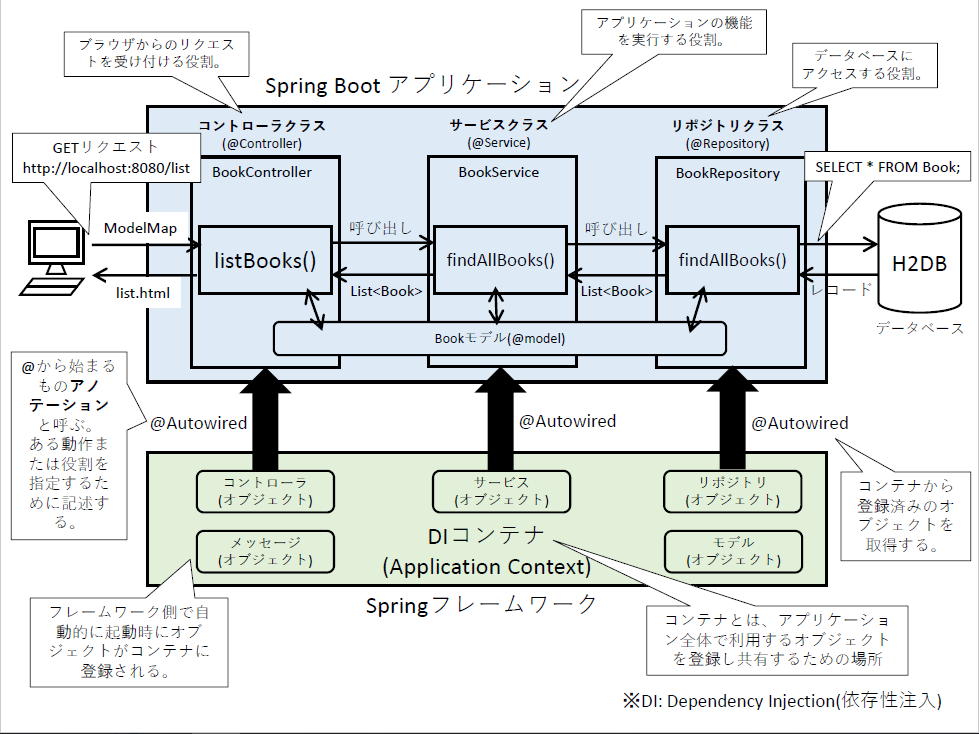 ブラウザからのリクエス
トを受け付ける役割。
アプリケーションの機能
を実行する役割。
データベースに
アクセスする役割。
Spring Boot アプリケーション
コントローラクラス
(@Controller)
サービスクラス
(@Service)
リポジトリクラス
(@Repository)
GETリクエスト
http://localhost:8080/list
BookController
BookService
BookRepository
SELECT * FROM Book;
ModelMap
list.html
listBooks()
呼び出し
List<Book>
findAllBooks()
呼び出し
List<Book>
findAllBooks()
レコード
H2DB
データベース
Bookモデル(@model)
@から始まる
ものアノ
テーション
と呼ぶ。
ある動作ま
たは役割を
指定するた
めに記述す
る。
@Autowired
@Autowired
@Autowired
コンテナから
登録済みのオ
ブジェクトを
取得する。
コントローラ
(オブジェクト)
サービス
(オブジェクト)
リポジトリ
(オブジェクト)
メッセージ
(オブジェクト)
DIコンテナ
(Application Context)
モデル
(オブジェクト)
Springフレームワーク
フレームワーク側で自
動的に起動時にオブ
ジェクトがコンテナに
登録される。
コンテナとは、アプリケーショ
ン全体で利用するオブジェクト
を登録し共有するための場所
※DI: Dependency Injection(依存性注入)